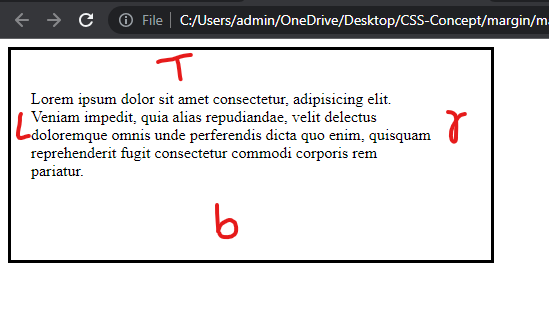 File
C:/Users/admin/OneDrive/Desktop/CSS-Concept/margin/m
T
Lorem ipsum dolor sit amet consectetur, adipisicing elit.
Veniam impedit, quia alias repudiandae, velit delectus
L
doloremque omnis unde perferendis dicta quo enim, quisquam
r
reprehenderit fugit consectetur commodi corporis rem
pariatur.
b